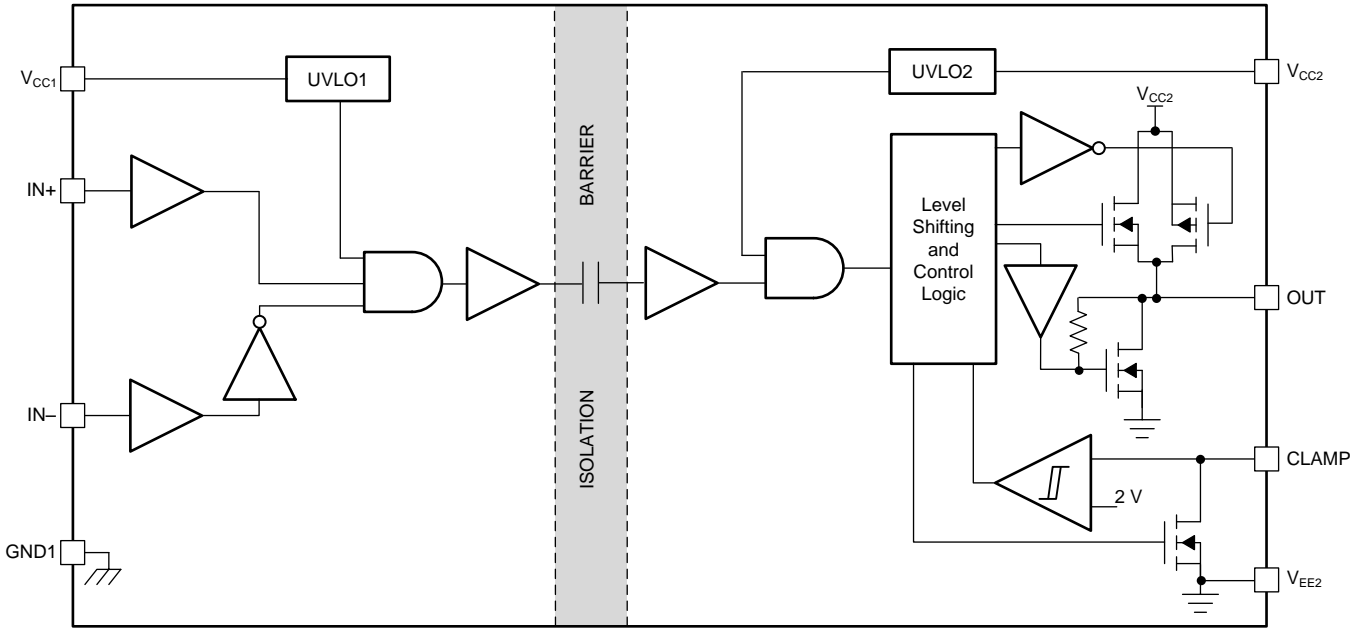 VCC1
UVLO1
UVLO2
VCC2
VCC2
IN+
BARRIER
Level
Shifting
and
Control
Logic
OUT
IN–
ISOLATION
CLAMP
2 V
GND1
VEE2